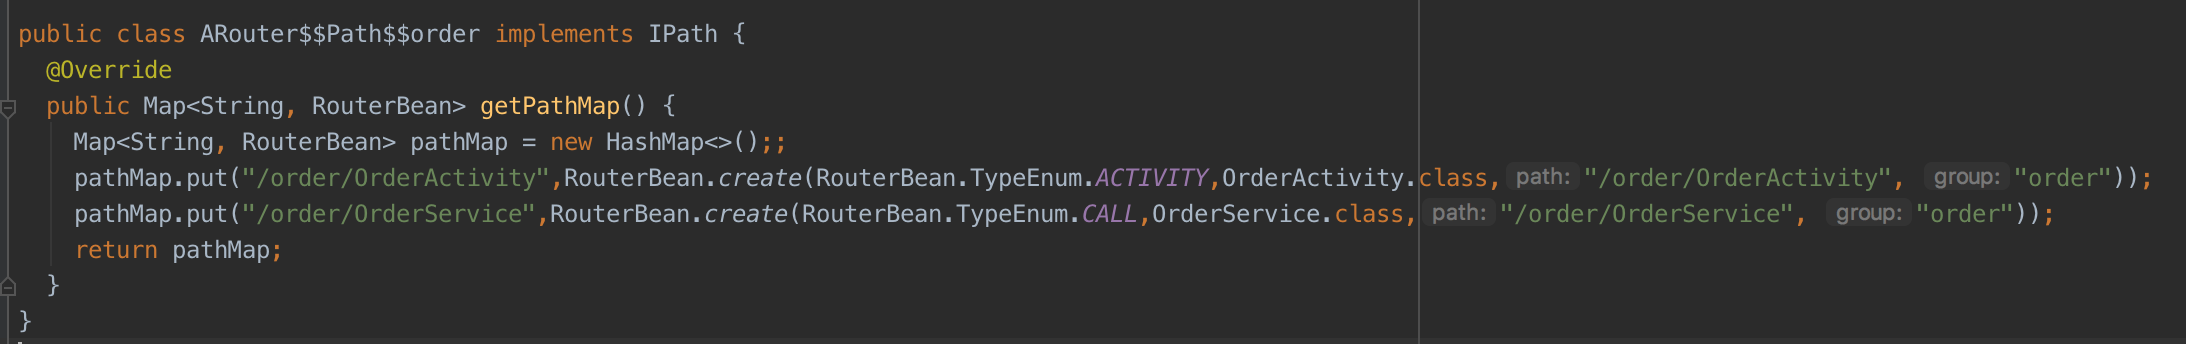 public class ARouter$$Path$$order implements IPath {
@Override
public Map<String, RouterBean> getPathMap() {
Map<String, RouterBean> pathMap = new HashMap<>();;
pathMap.put("/order/OrderActivity",RouterBean.create(RouterBean.TypeEnum.ACTIVITY,OrderActivity.class, path: "/order/OrderActivity", group: "order"));
pathMap.put("/order/OrderService",RouterBean.create(RouterBean.TypeEnum.CALL,OrderService.class, path: "/order/OrderService", group: "order"));
return pathMap;
}
}